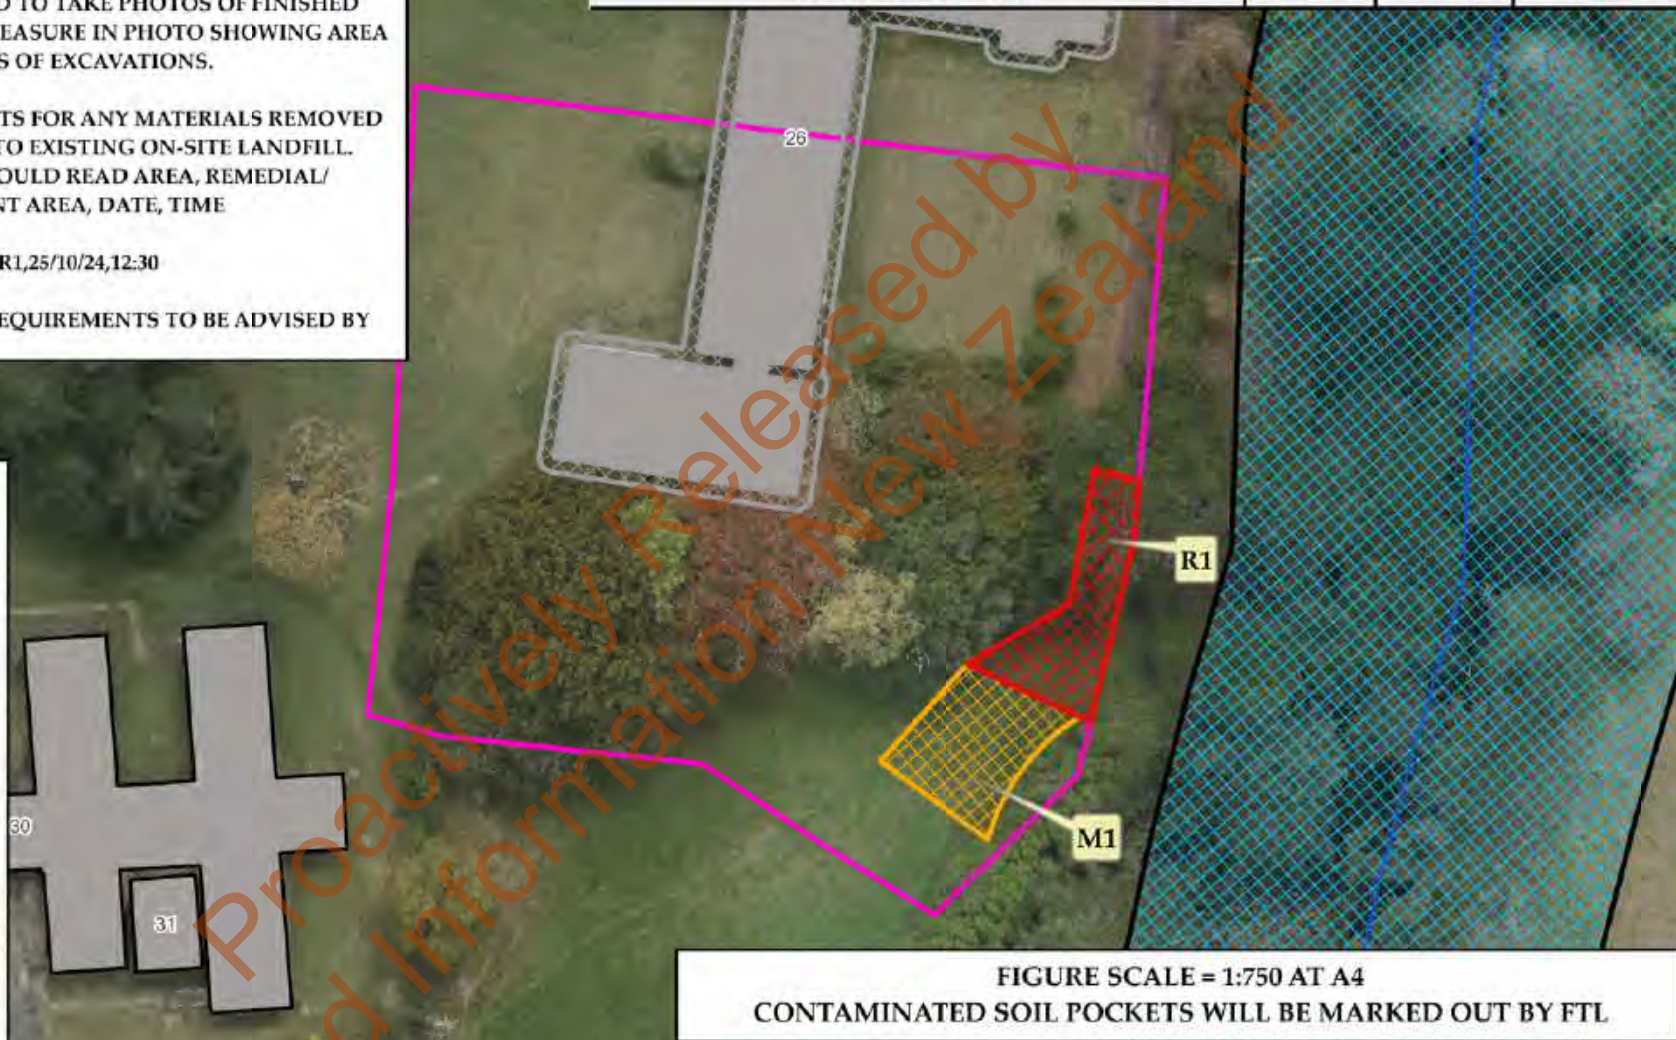 D TO TAKE PHOTOS OF FINISHED
EASURE IN PHOTO SHOWING AREA
S OF EXCAVATIONS.
TS FOR ANY MATERIALS REMOVED
TO EXISTING ON-SITE LANDFILL.
OULD READ AREA, REMEDIAL/
NT AREA, DATE, TIME
R1,25/10/24,12:30
EQUIREMENTS TO BE ADVISED BY
26
R1
M1
30
31
Proactively Released by
d Information New Zealand
FIGURE SCALE = 1:750 AT A4
CONTAMINATED SOIL POCKETS WILL BE MARKED OUT BY FTL